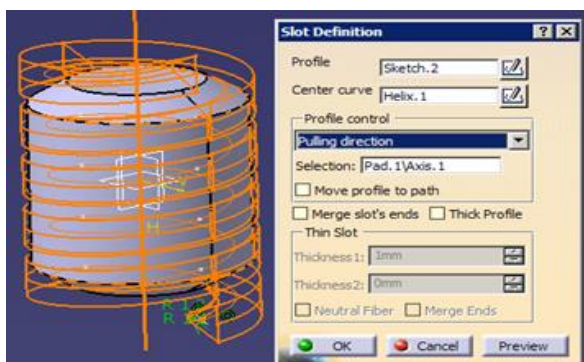 Slot Definition
Profile
Sketch.2
Center curve
Helix.1
Profile control
Pulling direction
Selection: Pad.1\Axis.1
Move profile to path
Merge slot's ends
Thick Profile
Thin Slot
Thickness1: 1mm
Thickness2: 0mm
Neutral Fiber
Merge Ends
OK
Cancel
Preview
H